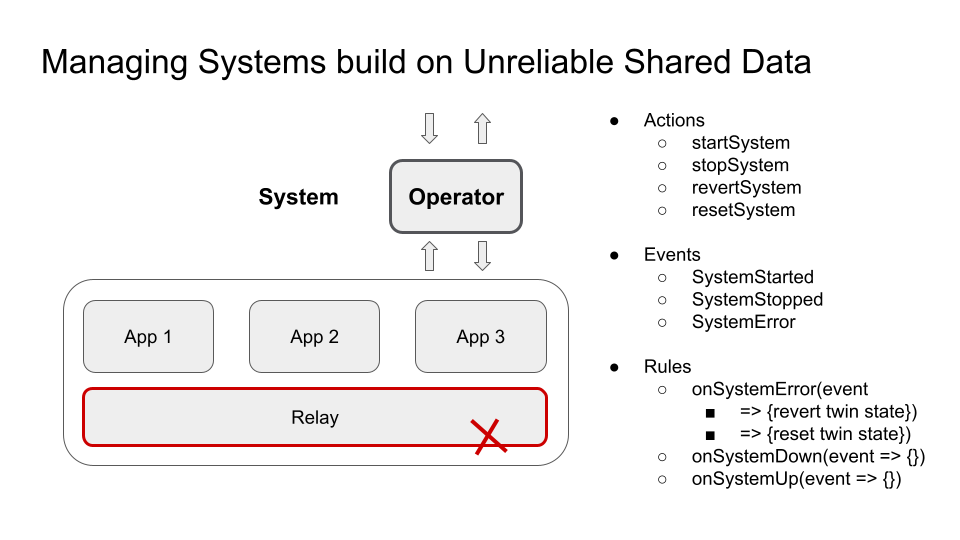 Managing Systems build on Unreliable Shared Data
System
Operator
App 1
App 2
App 3
Relay
● Actions
○ startSystem
○ stopSystem
○ revertSystem
○ resetSystem
● Events
○ SystemStarted
○ SystemStopped
○ SystemError
● Rules
○ onSystemError(event
■ => {revert twin state})
■ => {reset twin state})
○ onSystemDown(event => {})
○ onSystemUp(event => {})